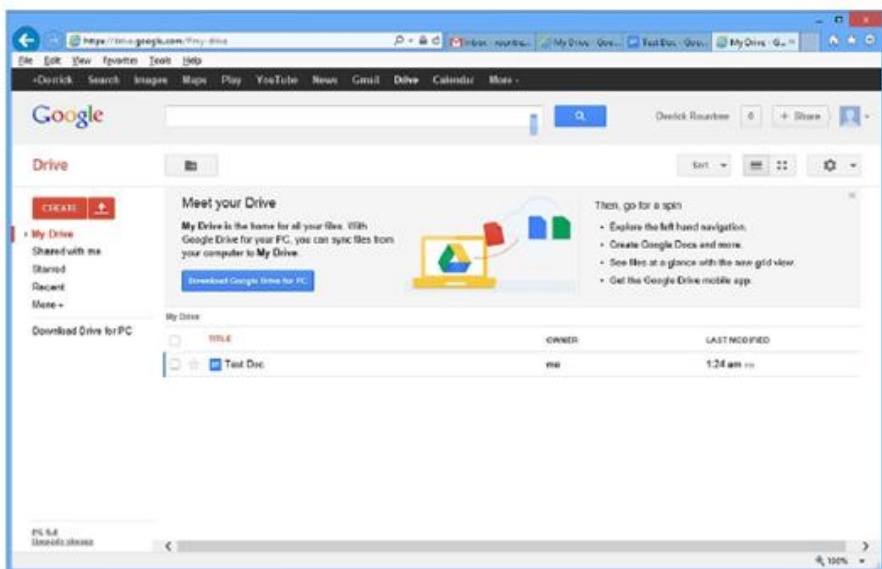 File Edit View Favorites Tools Help
+Derrick Search Images Maps Play YouTube News Gmail Drive Calendar More
Google
Derrick Rountree 0 + Share
Drive
Sort
CREATE
My Drive
Shared with me
Starred
Recent
More
Download Drive for PC
Meet your Drive
My Drive is the home for all your files. With
Google Drive for your PC, you can sync files from
your computer to My Drive.
Download Google Drive for PC
Then, go for a spin
• Explore the left hand navigation.
• Create Google Docs and more.
• See files at a glance with the new grid view.
• Get the Google Drive mobile app.
My Drive
TITLE OWNER LAST MODIFIED
Test Doc me 1:24 am
100%